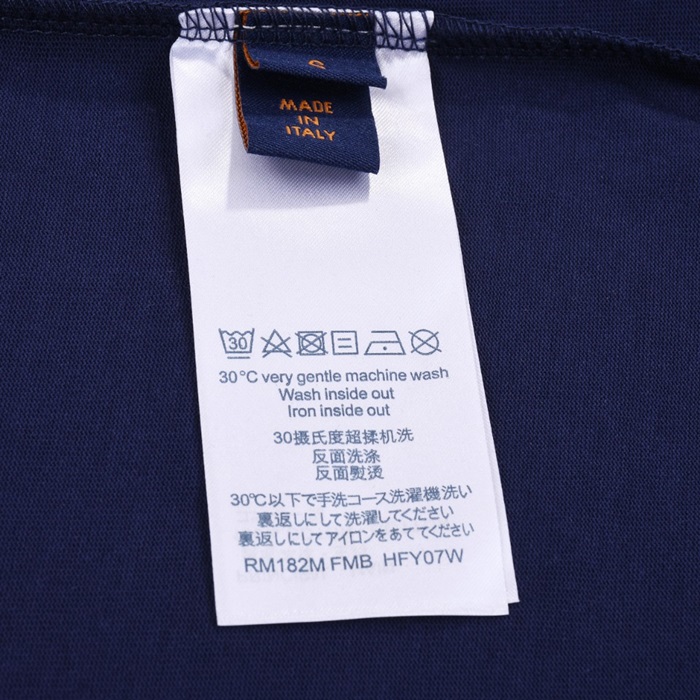 S
MADE
IN
ITALY
30
30°C very gentle machine wash
Wash inside out
Iron inside out
30摄氏度超揉机洗
反面洗涤
反面熨烫
30℃以下で手洗コース洗濯機洗い
裏返しにして洗濯してください
裏返しにしてアイロンをあててください
RM182M FMB HFY07W